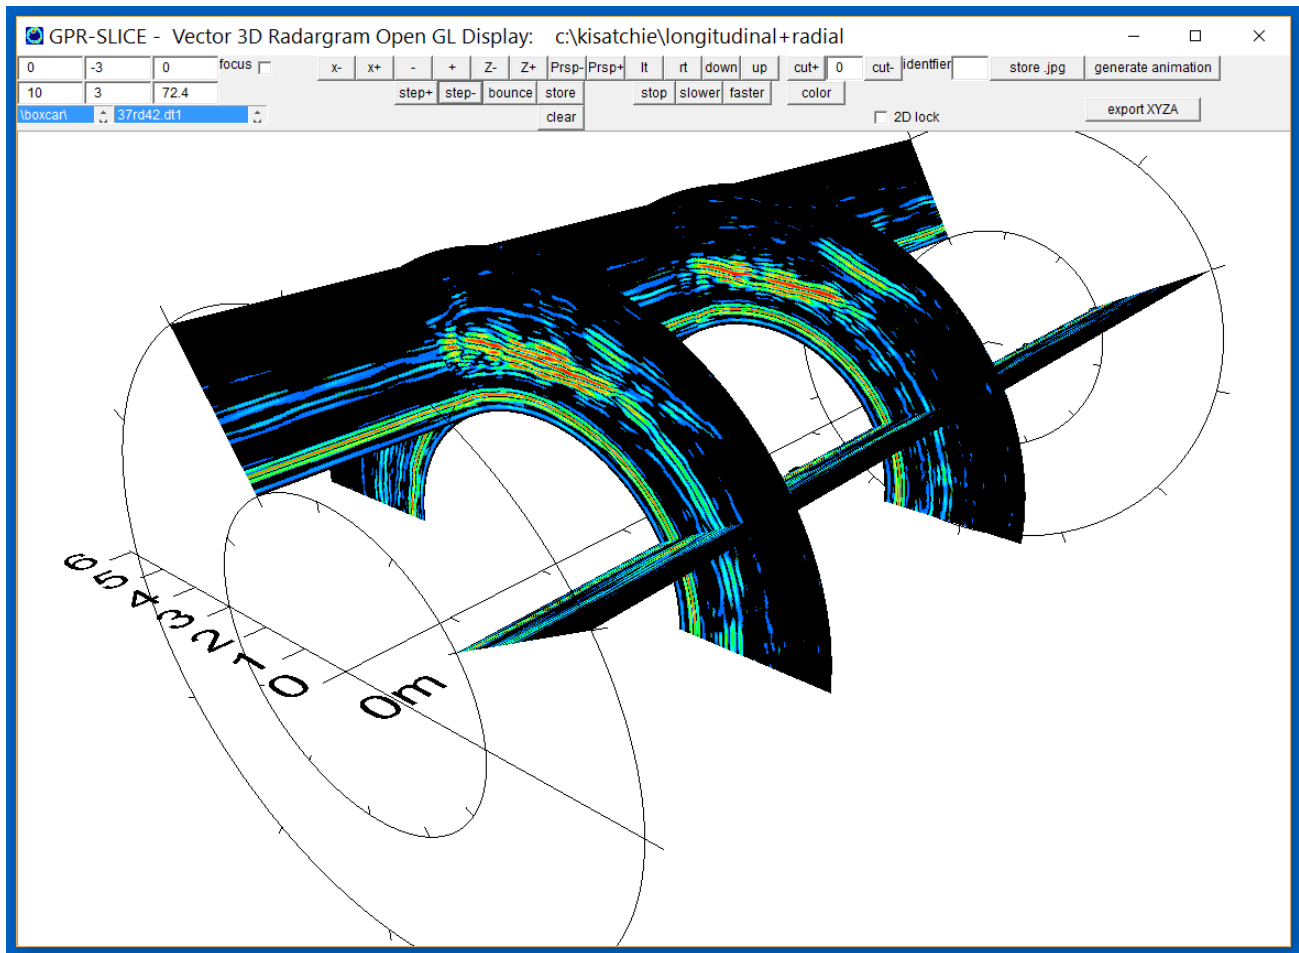 GPR-SLICE - Vector 3D Radargram Open GL Display: c:\kisatchie\longitudinal+radial
0 -3 0 focus x- x+ - + Z- Z+ Prsp- Prsp+ lt rt down up cut+ 0 cut- identfier store .jpg generate animation
10 3 72.4 step+ step- bounce store stop slower faster color
\boxcar\ 37rd42.dt1 clear 2D lock export XYZA
6
5
4
3
2
1
0
0m